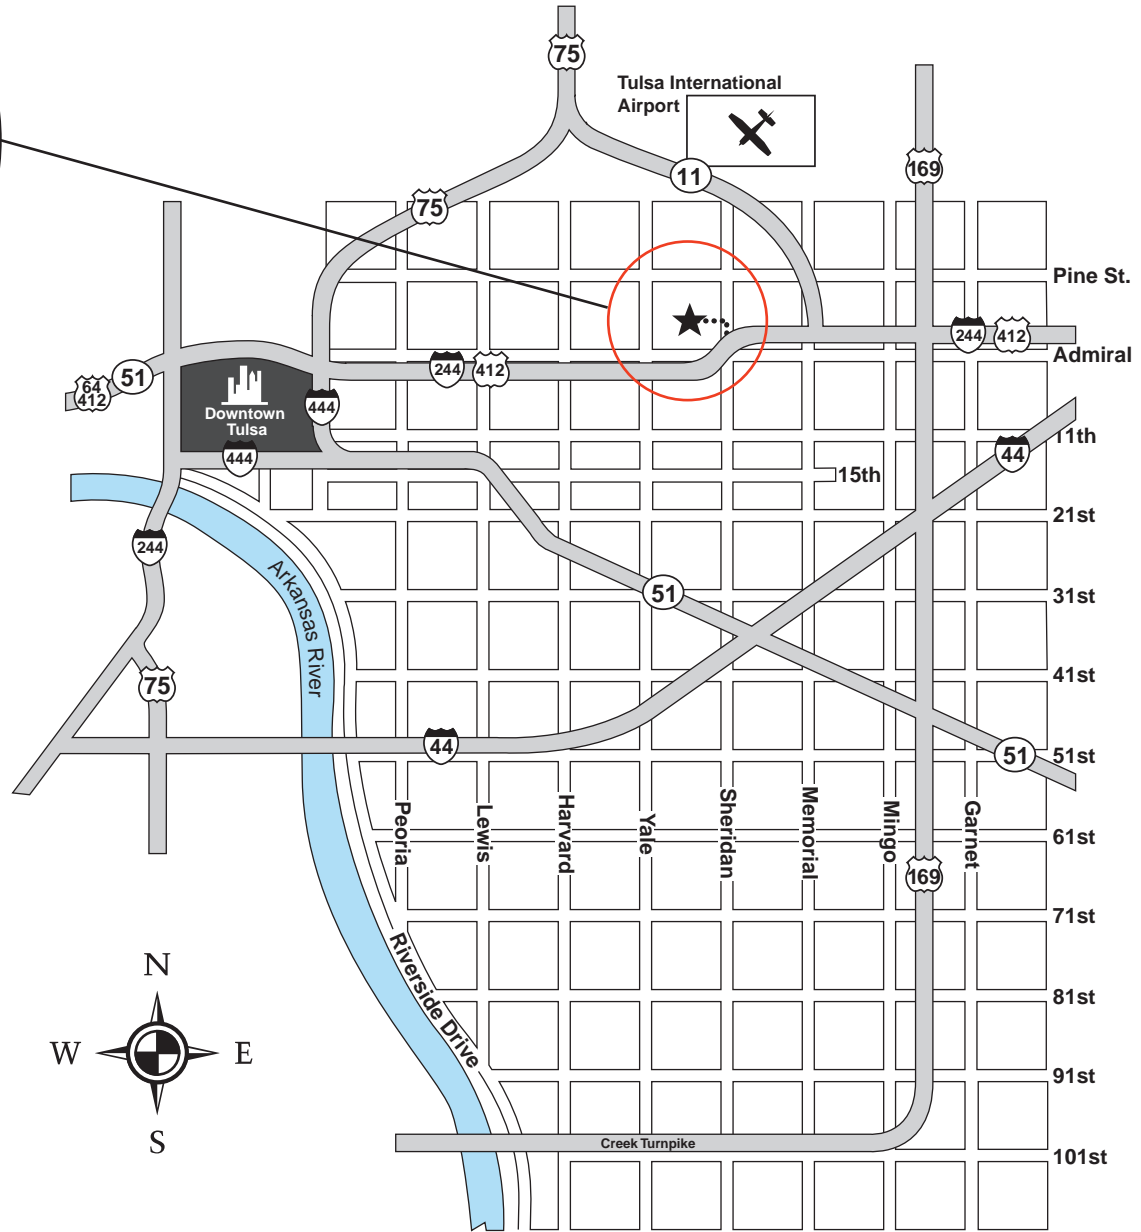 75
Tulsa International
Airport
11
169
75
Pine St.
244
412
Admiral
51
64
412
244
412
444
Downtown
Tulsa
444
11th
44
15th
21st
244
Arkansas River
51
31st
75
41st
44
51
51st
Peoria
Lewis
Harvard
Yale
Sheridan
Memorial
Mingo
Garnet
61st
169
71st
Riverside Drive
N
W
E
S
81st
91st
Creek Turnpike
101st